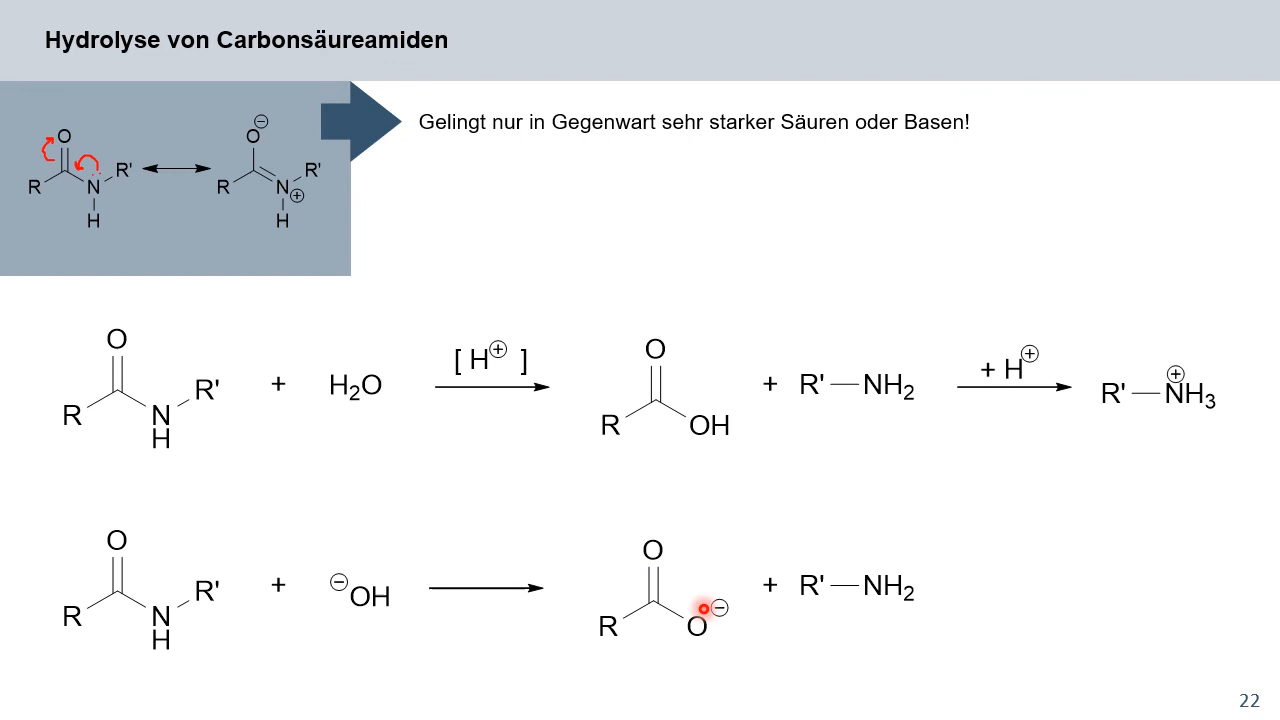 Hydrolyse von Carbonsäureamiden
Gelingt nur in Gegenwart sehr starker Säuren oder Basen!
O O ⊖
R N R' H ↔ R N ⊕ R' H
O
R N H R' + H₂O [ H⊕ ] → R O OH + R'—NH₂ + H⊕ → R'—NH₃ ⊕
O
R N H R' + ⊖OH → R O O ⊖ + R'—NH₂
22